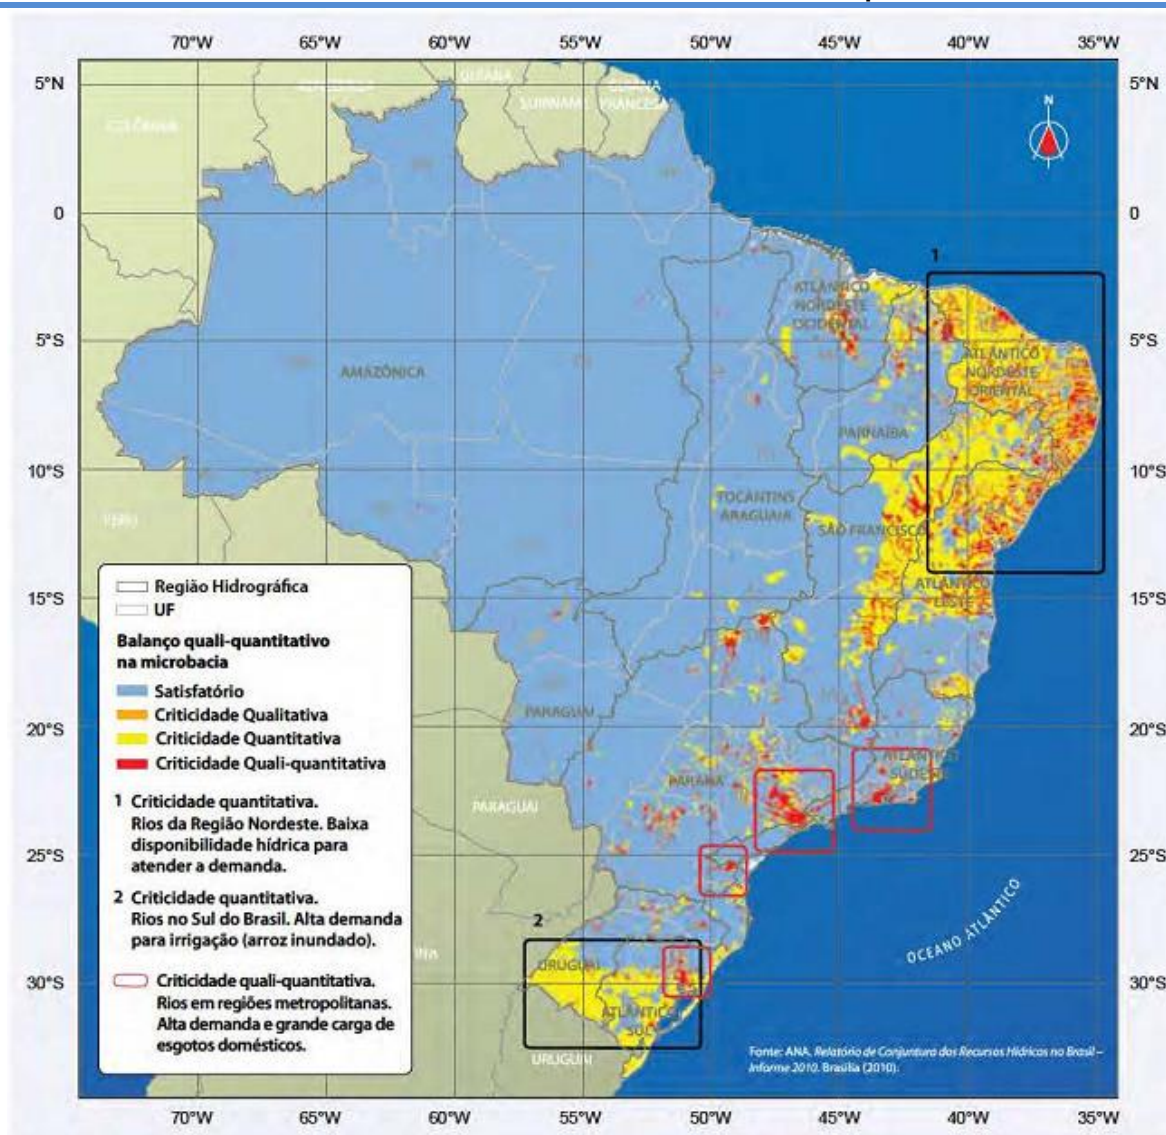 70°W 65°W 60°W 55°W 50°W 45°W 40°W 35°W
5°N 5°N
SURINAME
GUIANA
FRANCESA
N
0 0
1
ATLÂNTICO
NORDESTE
OCIDENTAL
5°S 5°S
AMAZÔNICA
ATLÂNTICO
NORDESTE
ORIENTAL
PARNAÍBA
10°S 10°S
TOCANTINS
ARAGUAIA
PERU
SÃO FRANCISCO
ATLÂNTICO
LESTE
15°S 15°S
Região Hidrográfica
UF
Balanço quali-quantitativo
na microbacia
Satisfatório
Criticidade Qualitativa
Criticidade Quantitativa
Criticidade Quali-quantitativa
1 Criticidade quantitativa.
Rios da Região Nordeste. Baixa
disponibilidade hídrica para
atender a demanda.
2 Criticidade quantitativa.
Rios no Sul do Brasil. Alta demanda
para irrigação (arroz inundado).
Criticidade quali-quantitativa.
Rios em regiões metropolitanas.
Alta demanda e grande carga de
esgotos domésticos.
PARAGUAI
20°S 20°S
ATLÂNTICO
SUDESTE
PARANÁ
PARAGUAI
25°S 25°S
2
OCEANO ATLÂNTICO
URUGUAI
30°S 30°S
ATLÂNTICO
SUL
URUGUAI
Fonte: ANA. Relatório de Conjuntura dos Recursos Hídricos no Brasil –
Informe 2010. Brasília (2010).
70°W 65°W 60°W 55°W 50°W 45°W 40°W 35°W